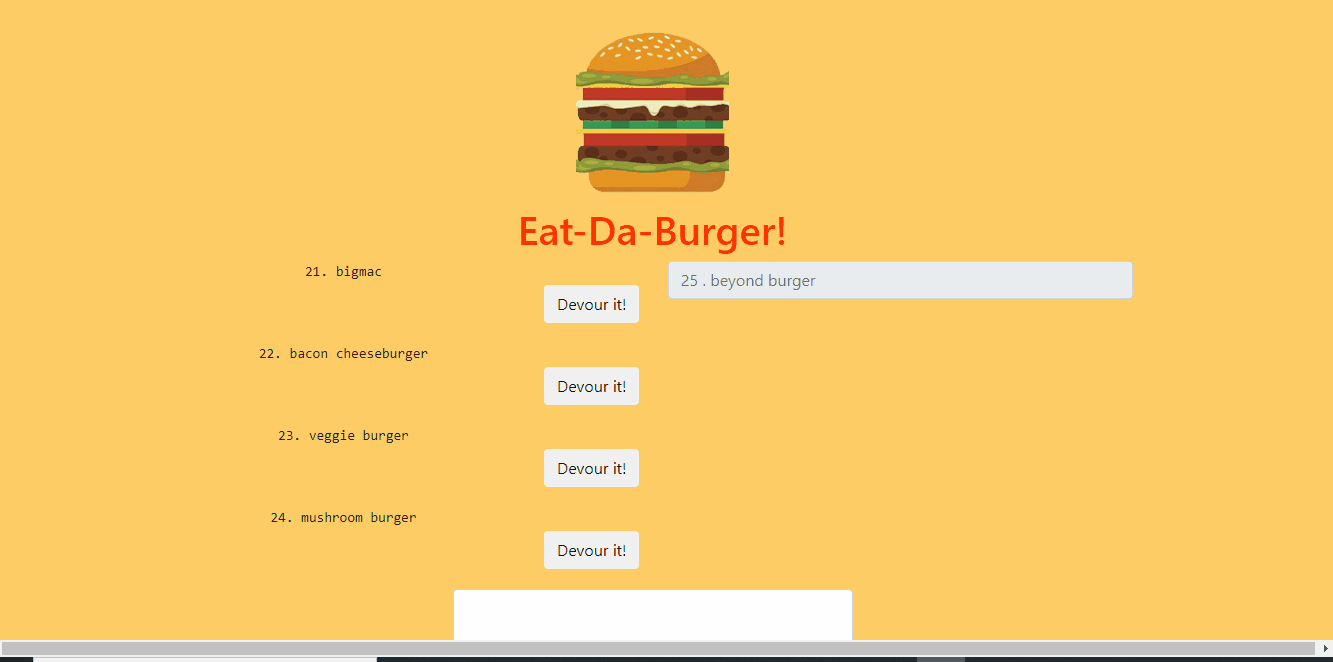 Eat-Da-Burger!
21. bigmac
Devour it!
22. bacon cheeseburger
Devour it!
23. veggie burger
Devour it!
24. mushroom burger
Devour it!
25 . beyond burger